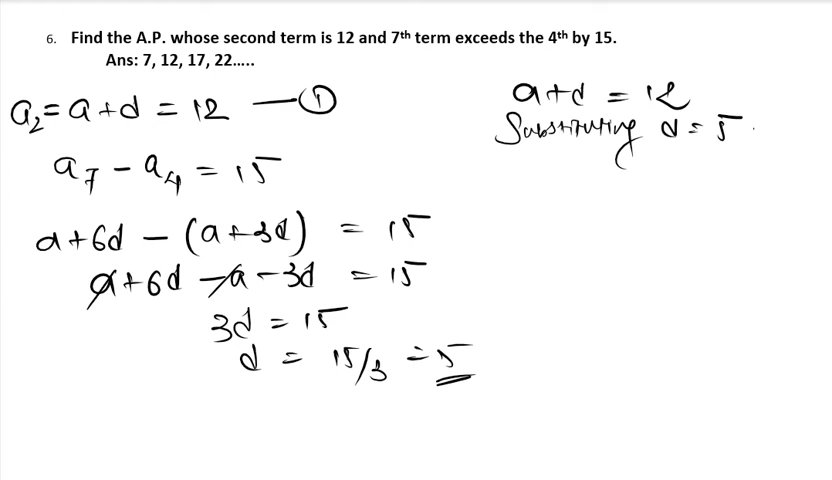 6. Find the A.P. whose second term is 12 and 7th term exceeds the 4th by 15.
Ans: 7, 12, 17, 22.....
a₂ = a + d = 12 — ①
a₇ - a₄ = 15
a + 6d - (a + 3d) = 15
a + 6d - a - 3d = 15
3d = 15
d = 15/3 = 5
a + d = 12
Substituting d = 5